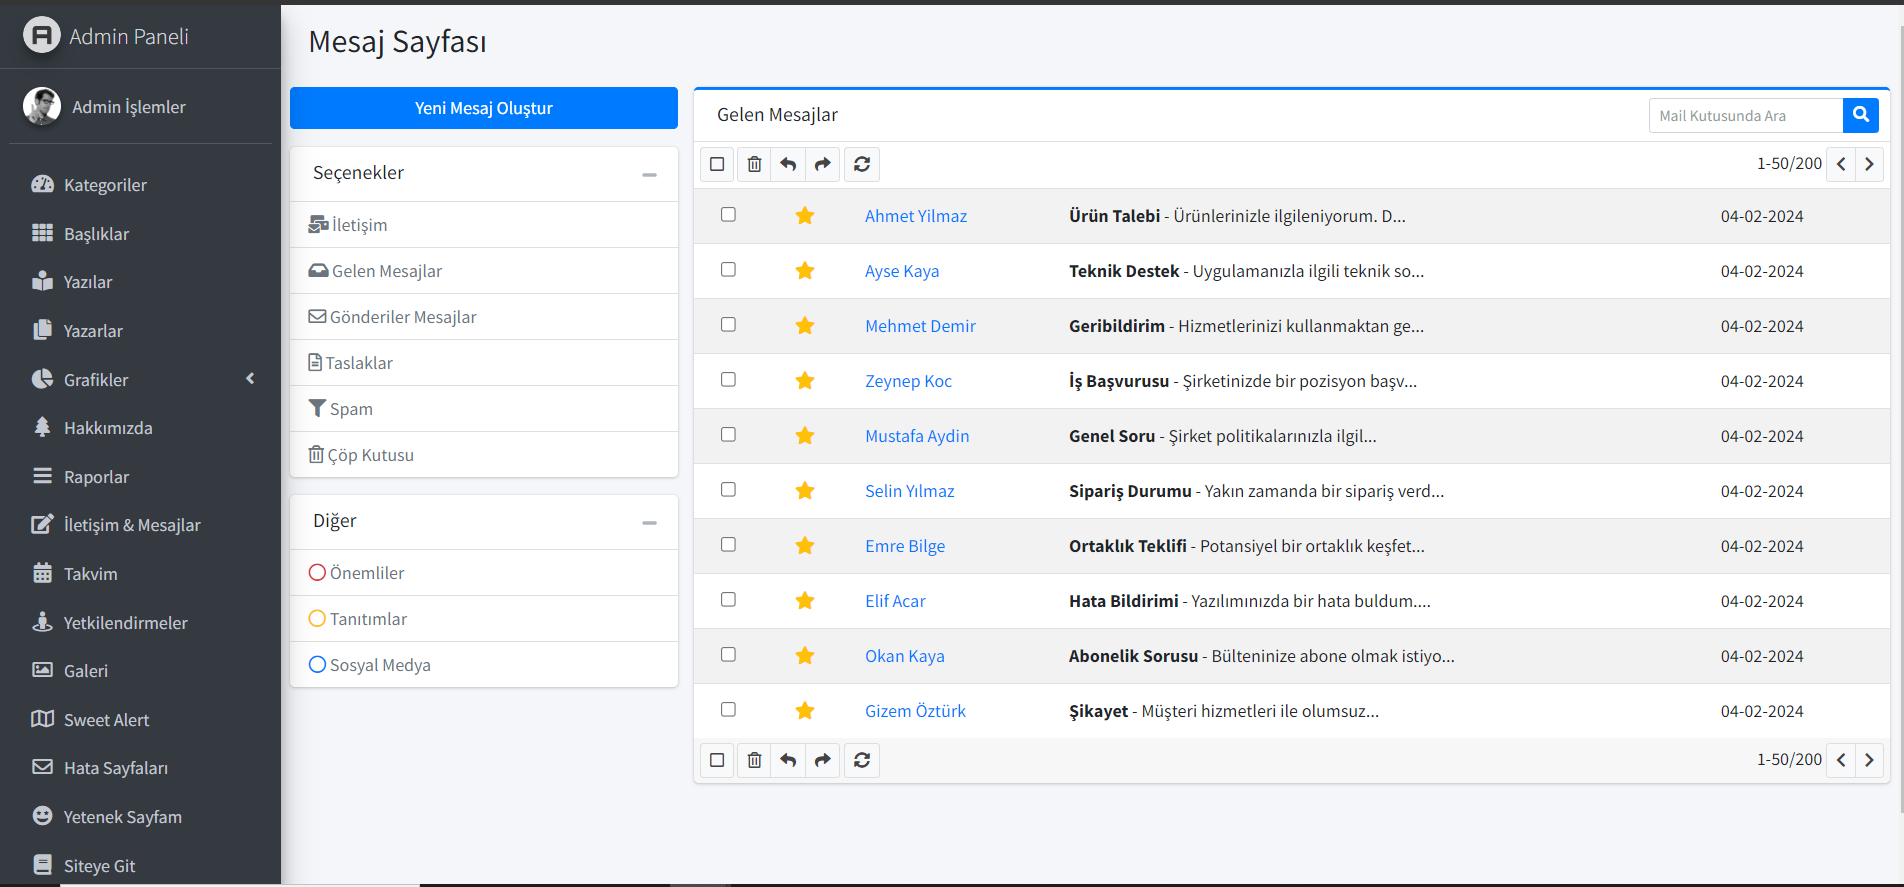 Admin Paneli
Admin İşlemler
Kategoriler
Başlıklar
Yazılar
Yazarlar
Grafikler
Hakkımızda
Raporlar
İletişim & Mesajlar
Takvim
Yetkilendirmeler
Galeri
Sweet Alert
Hata Sayfaları
Yetenek Sayfam
Siteye Git
Mesaj Sayfası
Yeni Mesaj Oluştur
Seçenekler
İletişim
Gelen Mesajlar
Gönderiler Mesajlar
Taslaklar
Spam
Çöp Kutusu
Diğer
Önemliler
Tanıtımlar
Sosyal Medya
Gelen Mesajlar
Mail Kutusunda Ara
1-50/200
Ahmet Yilmaz Ürün Talebi - Ürünlerinizle ilgileniyorum. D... 04-02-2024
Ayse Kaya Teknik Destek - Uygulamanızla ilgili teknik so... 04-02-2024
Mehmet Demir Geribildirim - Hizmetlerinizi kullanmaktan ge... 04-02-2024
Zeynep Koc İş Başvurusu - Şirketinizde bir pozisyon başv... 04-02-2024
Mustafa Aydin Genel Soru - Şirket politikalarınızla ilgil... 04-02-2024
Selin Yılmaz Sipariş Durumu - Yakın zamanda bir sipariş verd... 04-02-2024
Emre Bilge Ortaklık Teklifi - Potansiyel bir ortaklık keşfet... 04-02-2024
Elif Acar Hata Bildirimi - Yazılımınızda bir hata buldum.... 04-02-2024
Okan Kaya Abonelik Sorusu - Bülteninize abone olmak istiyo... 04-02-2024
Gizem Öztürk Şikayet - Müşteri hizmetleri ile olumsuz... 04-02-2024
1-50/200